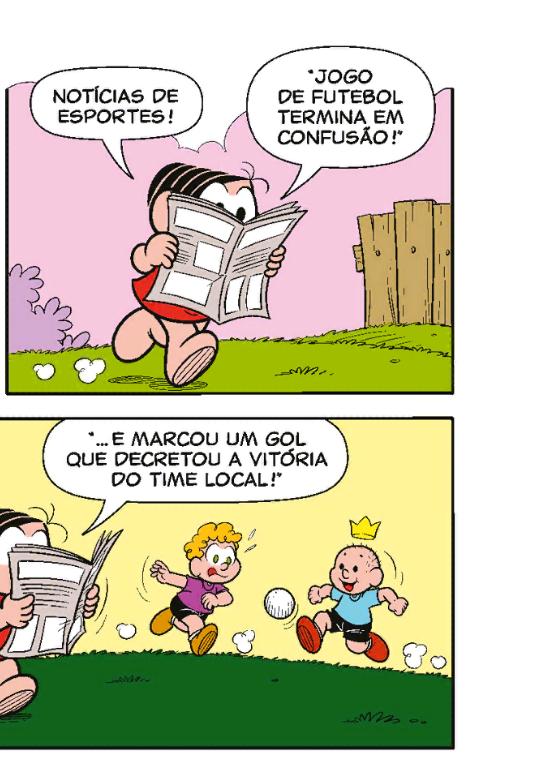 NOTÍCIAS DE
ESPORTES!
"JOGO
DE FUTEBOL
TERMINA EM
CONFUSÃO!"
"...E MARCOU UM GOL
QUE DECRETOU A VITÓRIA
DO TIME LOCAL!"